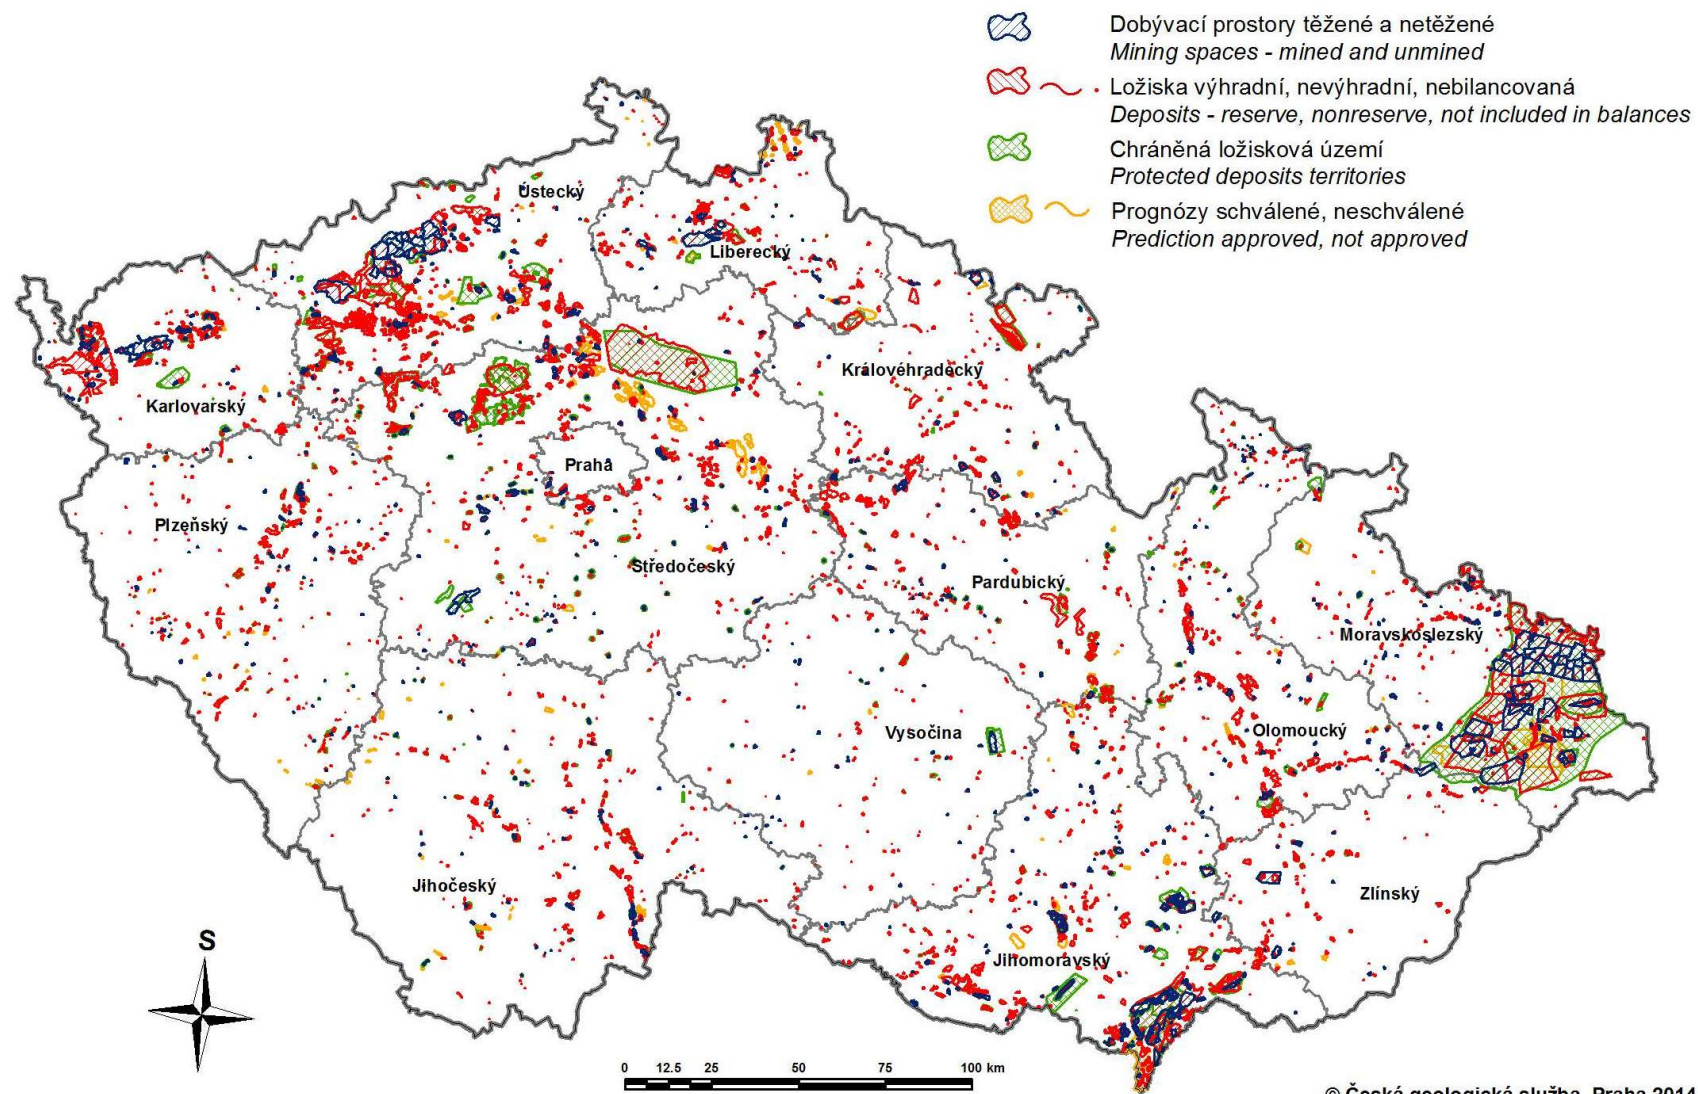 Dobývací prostory těžené a netěžené
Mining spaces - mined and unmined
Ložiska výhradní, nevýhradní, nebilancovaná
Deposits - reserve, nonreserve, not included in balances
Chráněná ložisková území
Protected deposits territories
Prognózy schválené, neschválené
Prediction approved, not approved
Ústecký
Liberecký
Královéhradecký
Karlovarský
Praha
Plzeňský
Středočeský
Pardubický
Moravskoslezský
Vysočina
Olomoucký
Jihočeský
Zlínský
Jihomoravský
S
0 12.5 25 50 75 100 km
© Česká geologická služba, Praha 2014